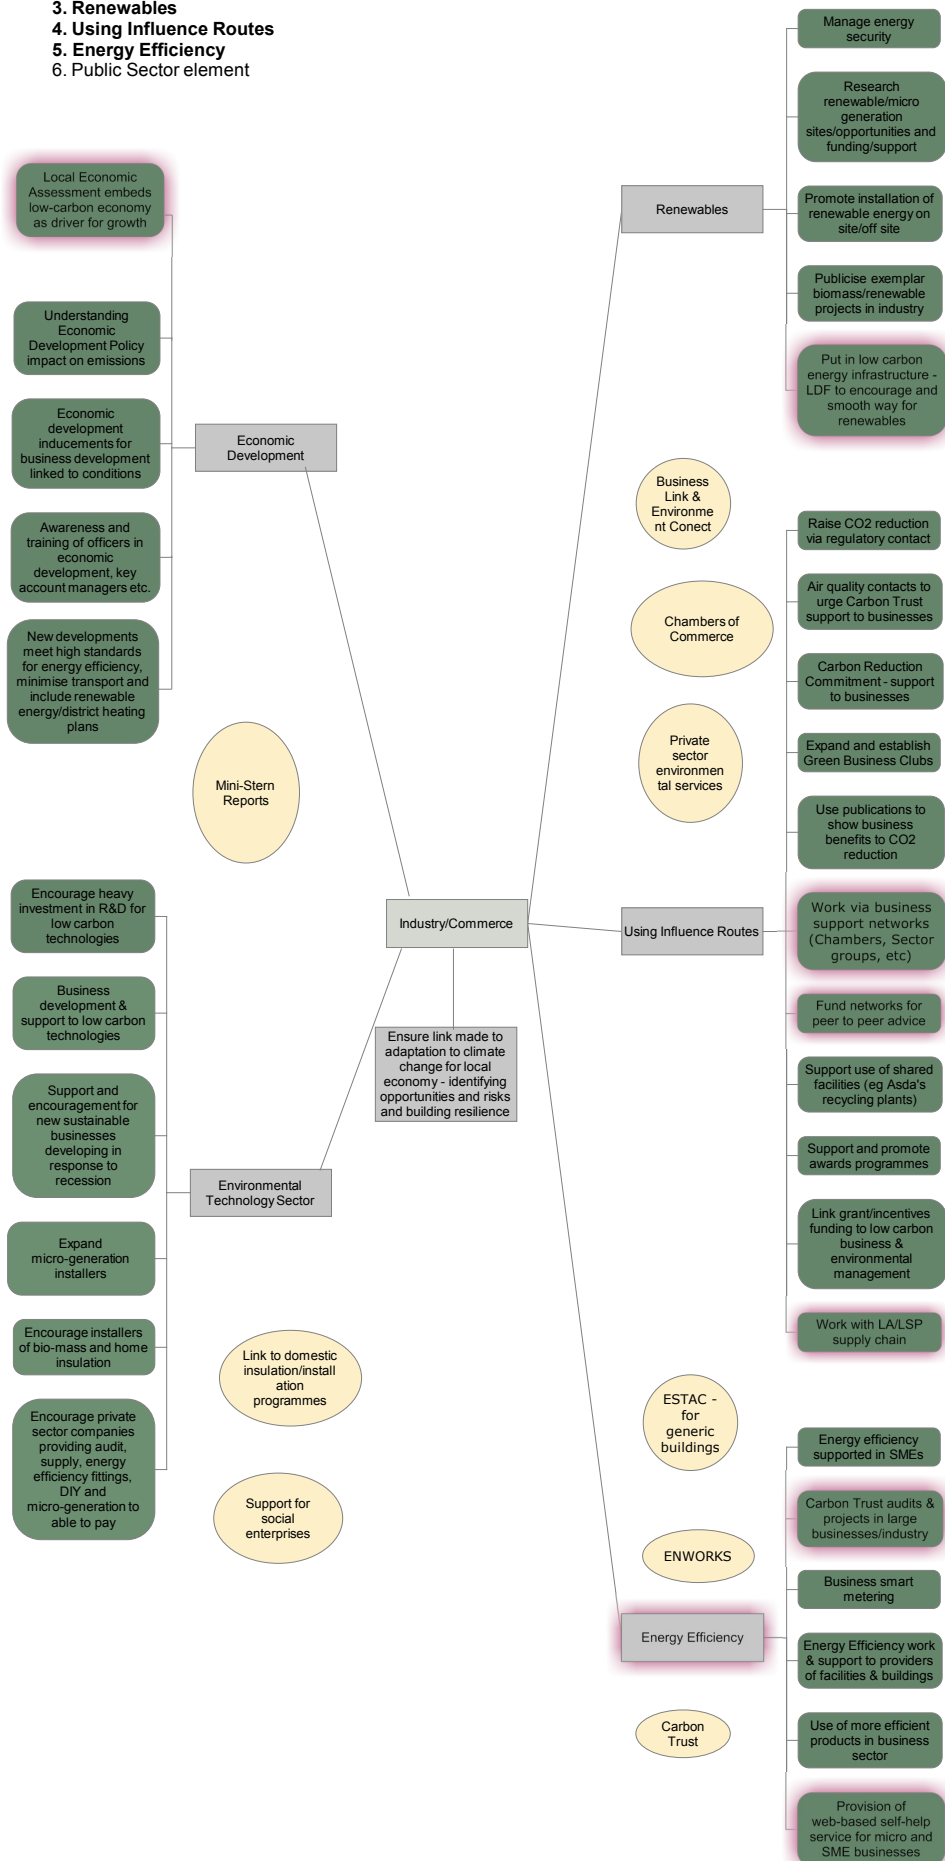 3. Renewables
4. Using Influence Routes
5. Energy Efficiency
6. Public Sector element
Local Economic
Assessment embeds
low-carbon economy
as driver for growth
Understanding
Economic
Development Policy
impact on emissions
Economic
development
inducements for
business development
linked to conditions
Awareness and
training of officers in
economic
development, key
account managers etc.
New developments
meet high standards
for energy efficiency,
minimise transport and
include renewable
energy/district heating
plans
Economic
Development
Mini-Stern
Reports
Encourage heavy
investment in R&D for
low carbon
technologies
Business
development &
support to low carbon
technologies
Support and
encouragement for
new sustainable
businesses
developing in
response to
recession
Expand
micro-generation
installers
Encourage installers
of bio-mass and home
insulation
Encourage private
sector companies
providing audit,
supply, energy
efficiency fittings,
DIY and
micro-generation to
able to pay
Environmental
Technology Sector
Link to domestic
insulation/install
ation
programmes
Support for
social
enterprises
Industry/Commerce
Ensure link made to
adaptation to climate
change for local
economy - identifying
opportunities and risks
and building resilience
Renewables
Manage energy
security
Research
renewable/micro
generation
sites/opportunities and
funding/support
Promote installation of
renewable energy on
site/off site
Publicise exemplar
biomass/renewable
projects in industry
Put in low carbon
energy infrastructure -
LDF to encourage and
smooth way for
renewables
Business
Link &
Environme
nt Conect
Chambers of
Commerce
Private
sector
environmen
tal services
Using Influence Routes
Raise CO2 reduction
via regulatory contact
Air quality contacts to
urge Carbon Trust
support to businesses
Carbon Reduction
Commitment - support
to businesses
Expand and establish
Green Business Clubs
Use publications to
show business
benefits to CO2
reduction
Work via business
support networks
(Chambers, Sector
groups, etc)
Fund networks for
peer to peer advice
Support use of shared
facilities (eg Asda's
recycling plants)
Support and promote
awards programmes
Link grant/incentives
funding to low carbon
business &
environmental
management
Work with LA/LSP
supply chain
ESTAC -
for
generic
buildings
ENWORKS
Energy Efficiency
Carbon
Trust
Energy efficiency
supported in SMEs
Carbon Trust audits &
projects in large
businesses/industry
Business smart
metering
Energy Efficiency work
& support to providers
of facilities & buildings
Use of more efficient
products in business
sector
Provision of
web-based self-help
service for micro and
SME businesses